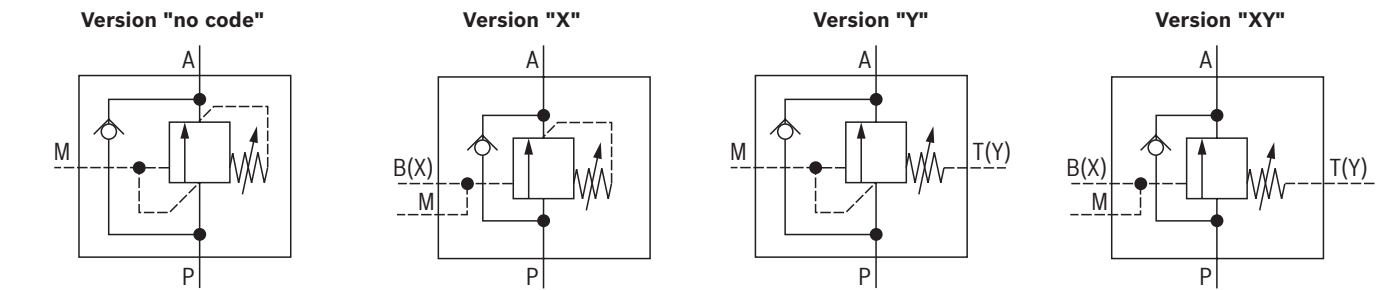 Version "no code" Version "X" Version "Y" Version "XY"
A A A A
M M T(Y)
B(X) B(X) T(Y)
M M
P P P P